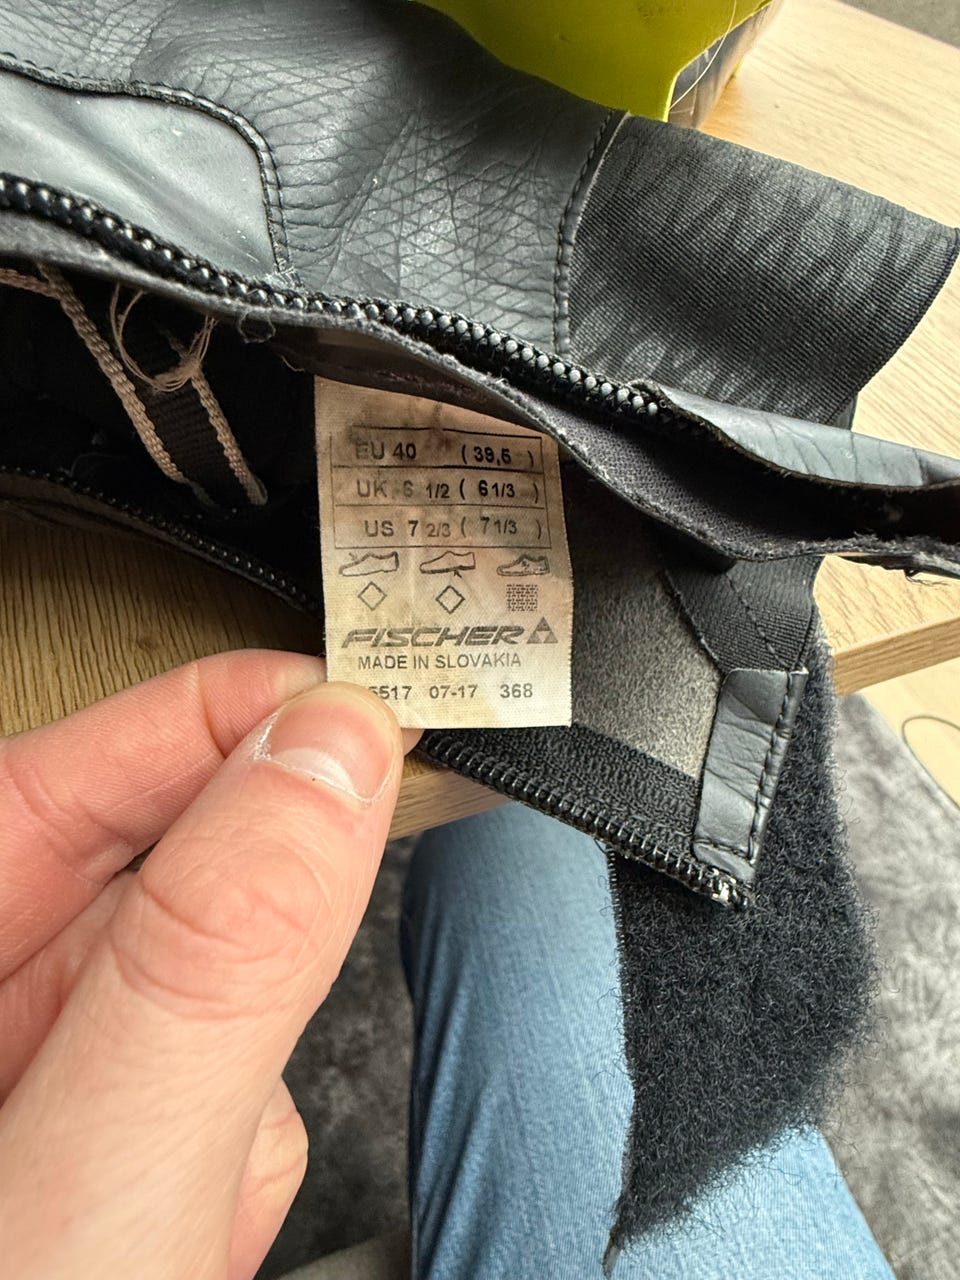 EU 40 (39,5)
UK 6 1/2 (6 1/3)
US 7 2/3 (7 1/3)
FISCHER
MADE IN SLOVAKIA
07-17 368